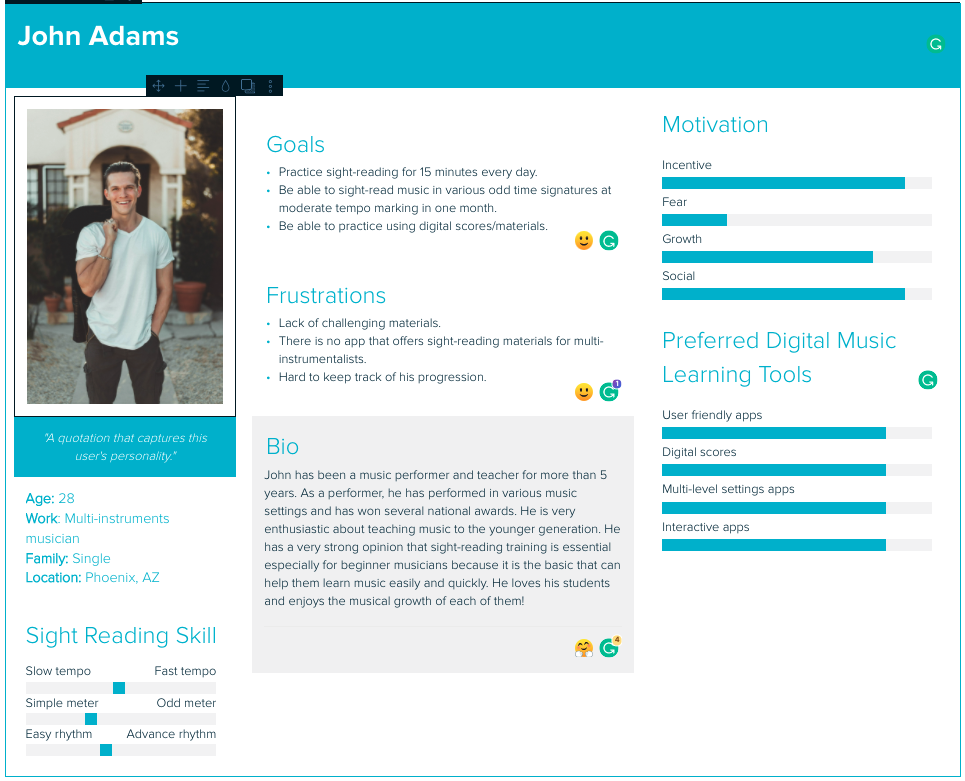 John Adams
"A quotation that captures this
user's personality."
Age: 28
Work: Multi-instruments
musician
Family: Single
Location: Phoenix, AZ
Sight Reading Skill
Slow tempo Fast tempo
Simple meter Odd meter
Easy rhythm Advance rhythm
Goals
• Practice sight-reading for 15 minutes every day.
• Be able to sight-read music in various odd time signatures at
moderate tempo marking in one month.
• Be able to practice using digital scores/materials.
Frustrations
• Lack of challenging materials.
• There is no app that offers sight-reading materials for multi-
instrumentalists.
• Hard to keep track of his progression.
1
Bio
John has been a music performer and teacher for more than 5
years. As a performer, he has performed in various music
settings and has won several national awards. He is very
enthusiastic about teaching music to the younger generation. He
has a very strong opinion that sight-reading training is essential
especially for beginner musicians because it is the basic that can
help them learn music easily and quickly. He loves his students
and enjoys the musical growth of each of them!
4
Motivation
Incentive
Fear
Growth
Social
Preferred Digital Music
Learning Tools
User friendly apps
Digital scores
Multi-level settings apps
Interactive apps